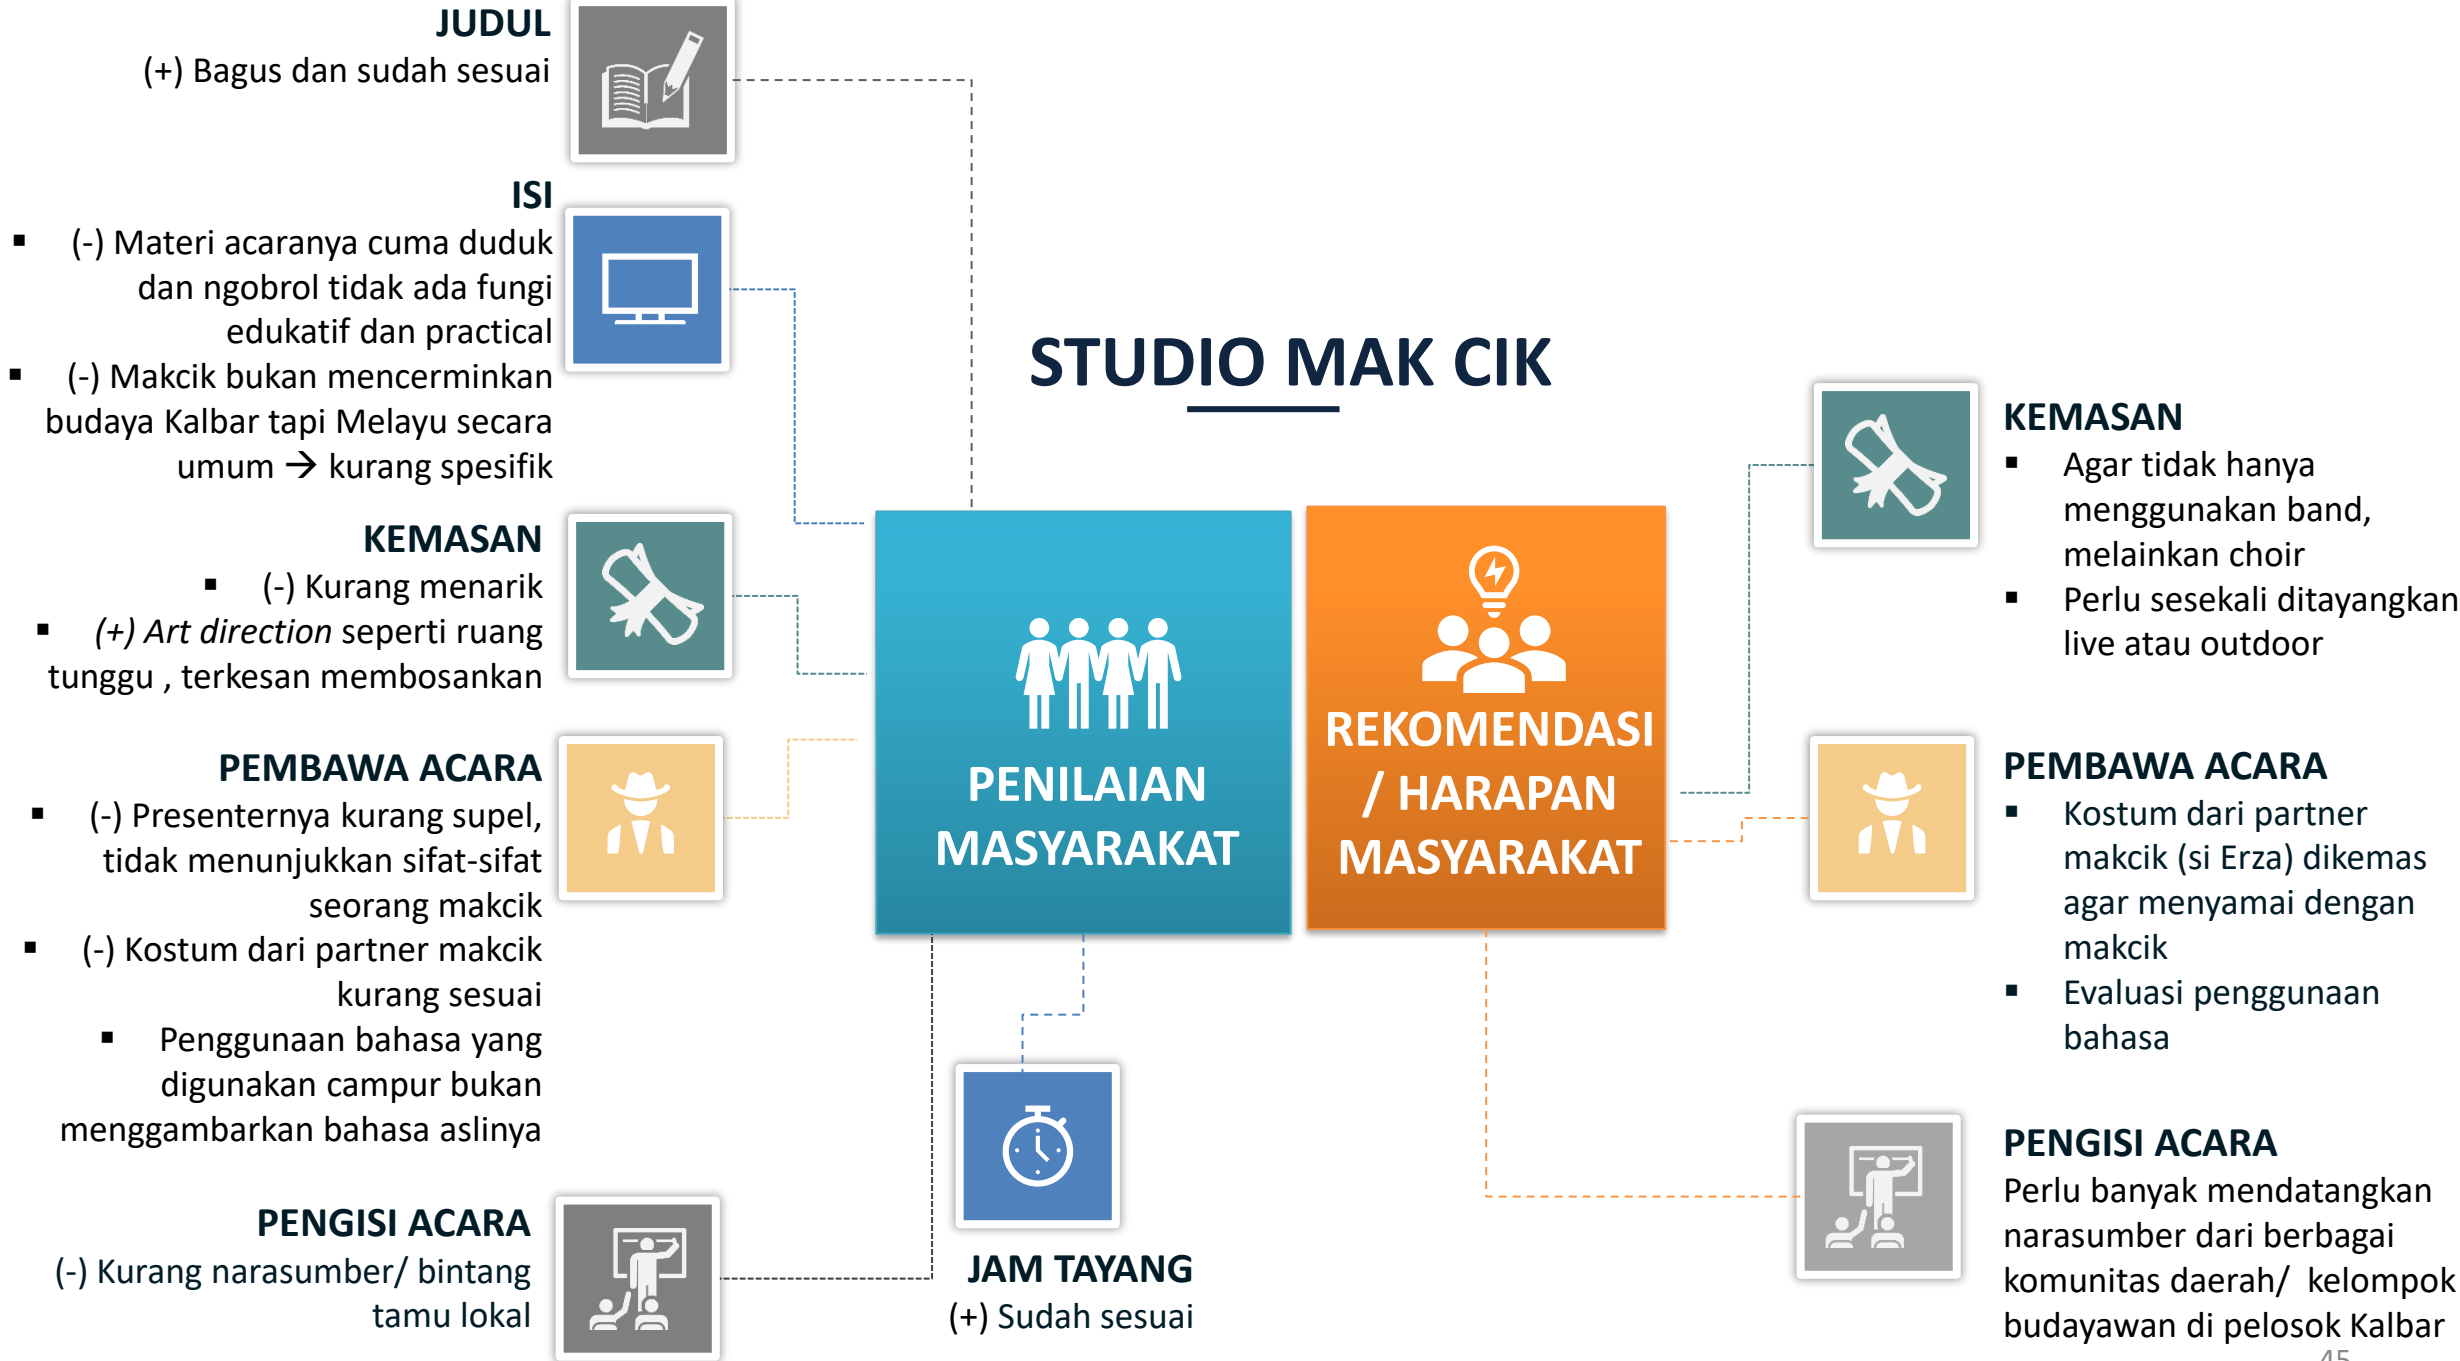 JUDUL
(+) Bagus dan sudah sesuai
ISI
▪ (-) Materi acaranya cuma duduk
dan ngobrol tidak ada fungi
edukatif dan practical
▪ (-) Makcik bukan mencerminkan
budaya Kalbar tapi Melayu secara
umum → kurang spesifik
KEMASAN
▪ (-) Kurang menarik
▪ (+) Art direction seperti ruang
tunggu , terkesan membosankan
PEMBAWA ACARA
▪ (-) Presenternya kurang supel,
tidak menunjukkan sifat-sifat
seorang makcik
▪ (-) Kostum dari partner makcik
kurang sesuai
▪ Penggunaan bahasa yang
digunakan campur bukan
menggambarkan bahasa aslinya
PENGISI ACARA
(-) Kurang narasumber/ bintang
tamu lokal
STUDIO MAK CIK
PENILAIAN
MASYARAKAT
JAM TAYANG
(+) Sudah sesuai
REKOMENDASI
/ HARAPAN
MASYARAKAT
KEMASAN
▪ Agar tidak hanya
menggunakan band,
melainkan choir
▪ Perlu sesekali ditayangkan
live atau outdoor
PEMBAWA ACARA
▪ Kostum dari partner
makcik (si Erza) dikemas
agar menyamai dengan
makcik
▪ Evaluasi penggunaan
bahasa
PENGISI ACARA
Perlu banyak mendatangkan
narasumber dari berbagai
komunitas daerah/ kelompok
budayawan di pelosok Kalbar
45